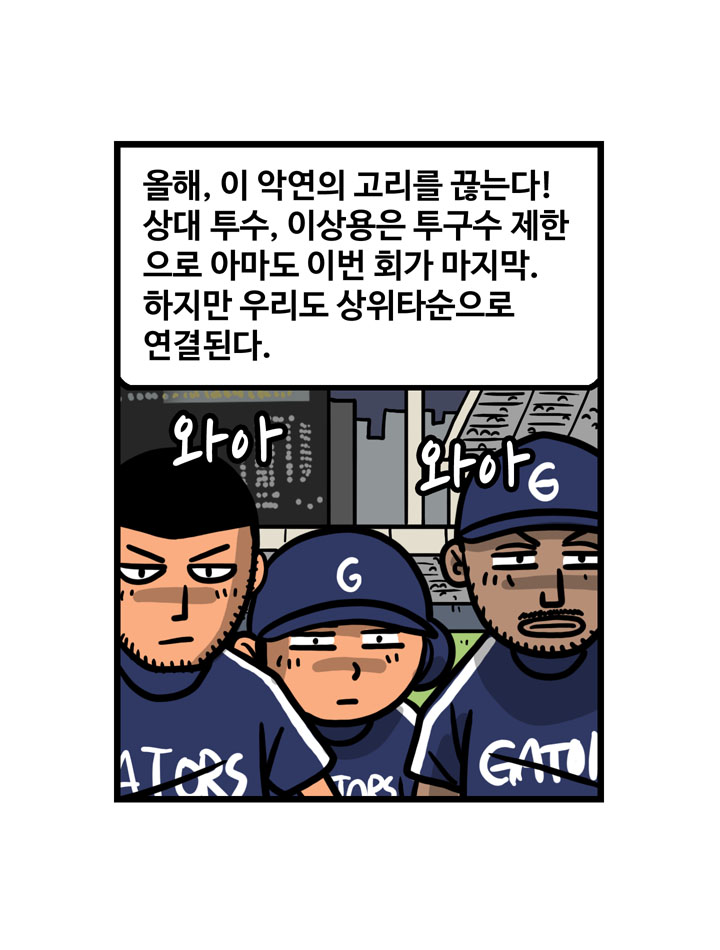 올해, 이 악연의 고리를 끊는다!
상대 투수, 이상용은 투구수 제한
으로 아마도 이번 회가 마지막.
하지만 우리도 상위타순으로
연결된다.
와아
와아
G
G
ATORS
TORS
GATO